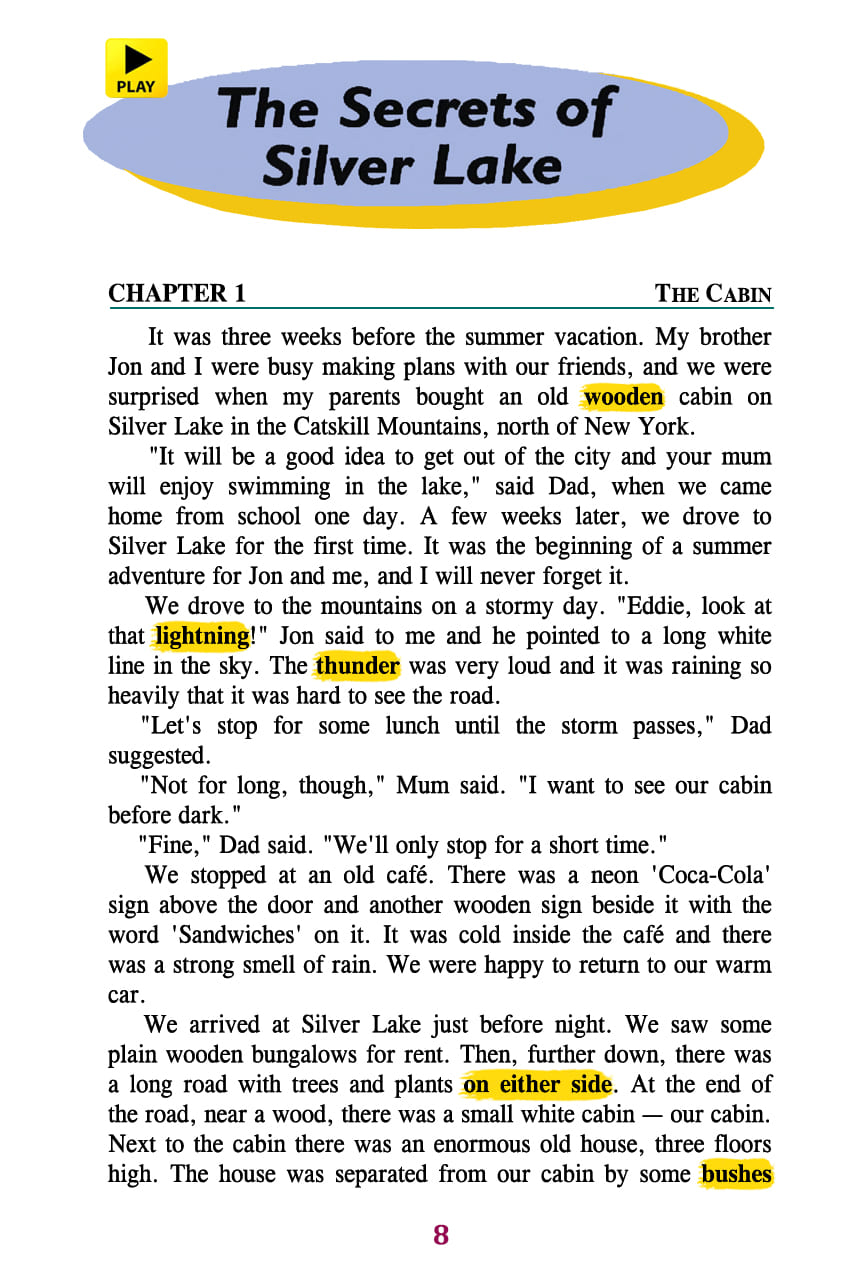 PLAY
The Secrets of
Silver Lake
CHAPTER 1 THE CABIN
It was three weeks before the summer vacation. My brother
Jon and I were busy making plans with our friends, and we were
surprised when my parents bought an old wooden cabin on
Silver Lake in the Catskill Mountains, north of New York.
"It will be a good idea to get out of the city and your mum
will enjoy swimming in the lake," said Dad, when we came
home from school one day. A few weeks later, we drove to
Silver Lake for the first time. It was the beginning of a summer
adventure for Jon and me, and I will never forget it.
We drove to the mountains on a stormy day. "Eddie, look at
that lightning!" Jon said to me and he pointed to a long white
line in the sky. The thunder was very loud and it was raining so
heavily that it was hard to see the road.
"Let's stop for some lunch until the storm passes," Dad
suggested.
"Not for long, though," Mum said. "I want to see our cabin
before dark."
"Fine," Dad said. "We'll only stop for a short time."
We stopped at an old café. There was a neon 'Coca-Cola'
sign above the door and another wooden sign beside it with the
word 'Sandwiches' on it. It was cold inside the café and there
was a strong smell of rain. We were happy to return to our warm
car.
We arrived at Silver Lake just before night. We saw some
plain wooden bungalows for rent. Then, further down, there was
a long road with trees and plants on either side. At the end of
the road, near a wood, there was a small white cabin — our cabin.
Next to the cabin there was an enormous old house, three floors
high. The house was separated from our cabin by some bushes
8